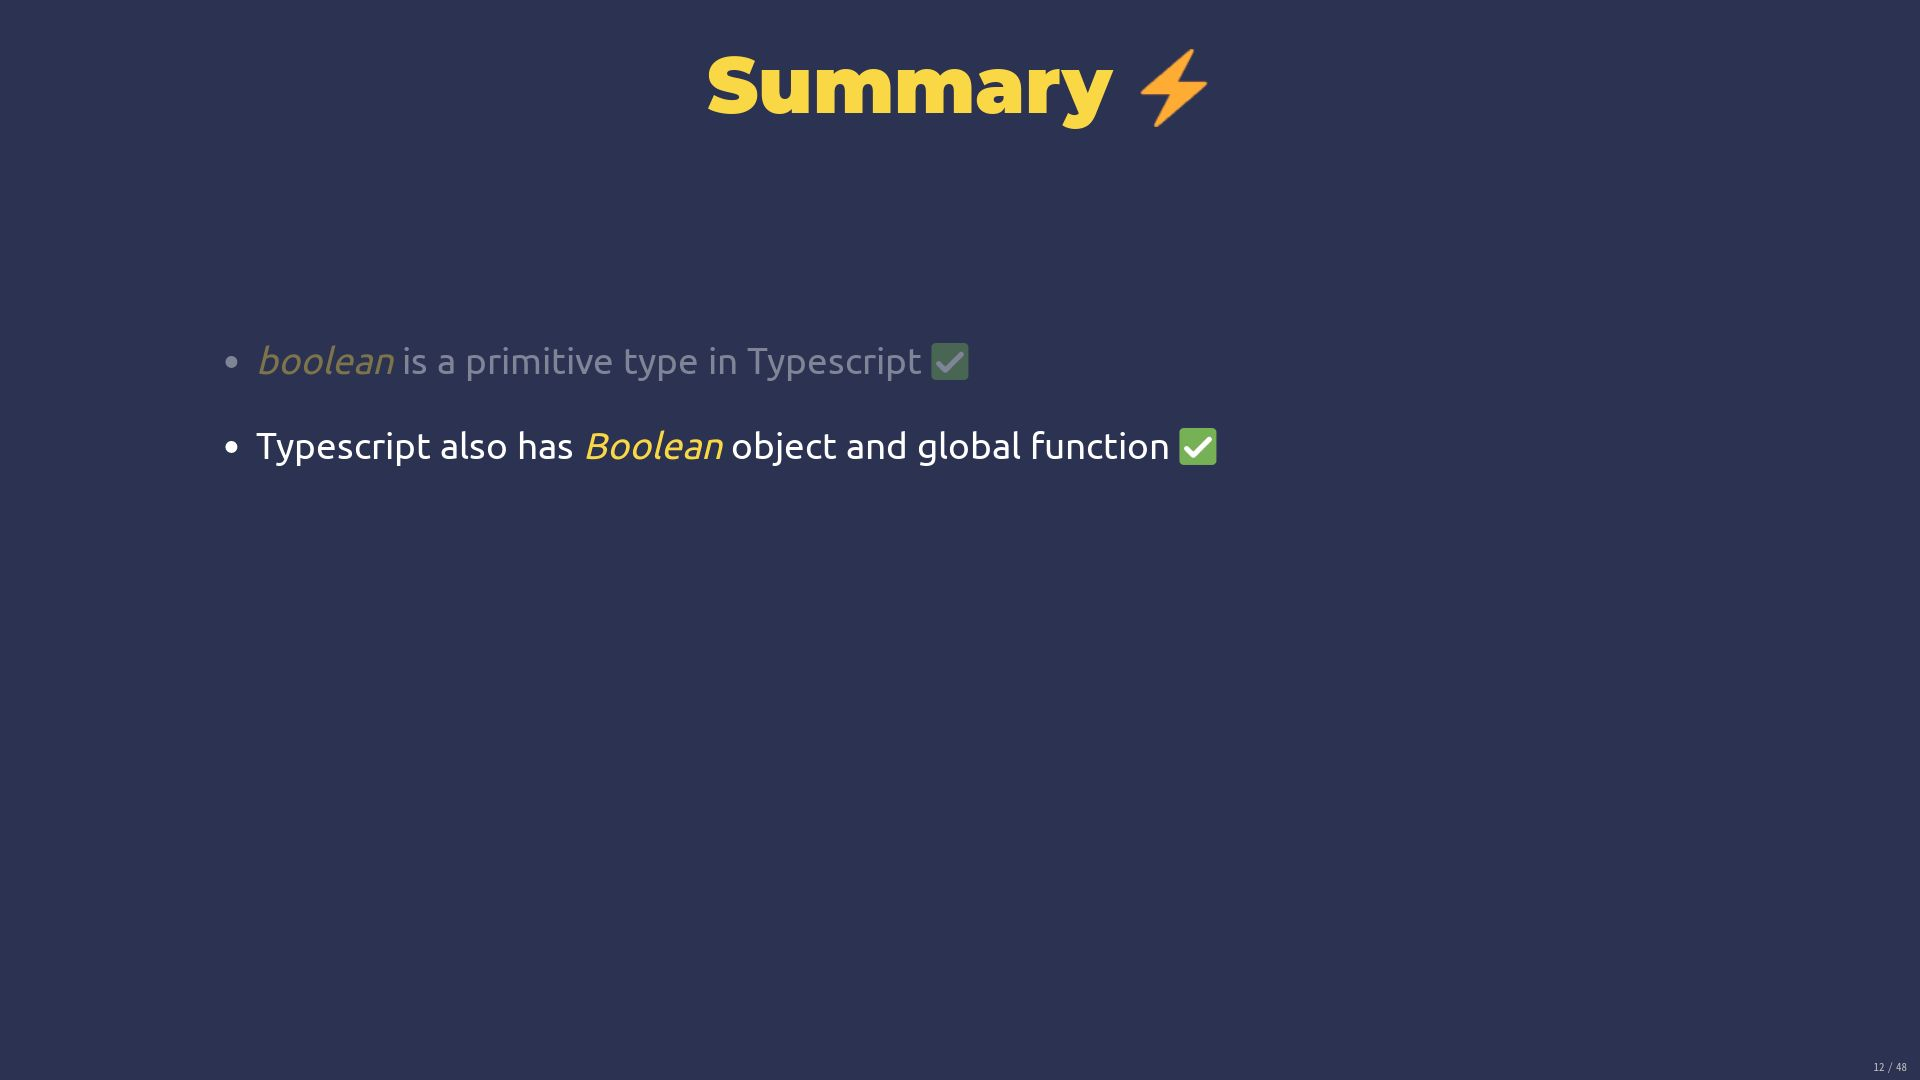 Summary ⚡
• boolean is a primitive type in Typescript ✅
• Typescript also has Boolean object and global function ✅
12 / 48